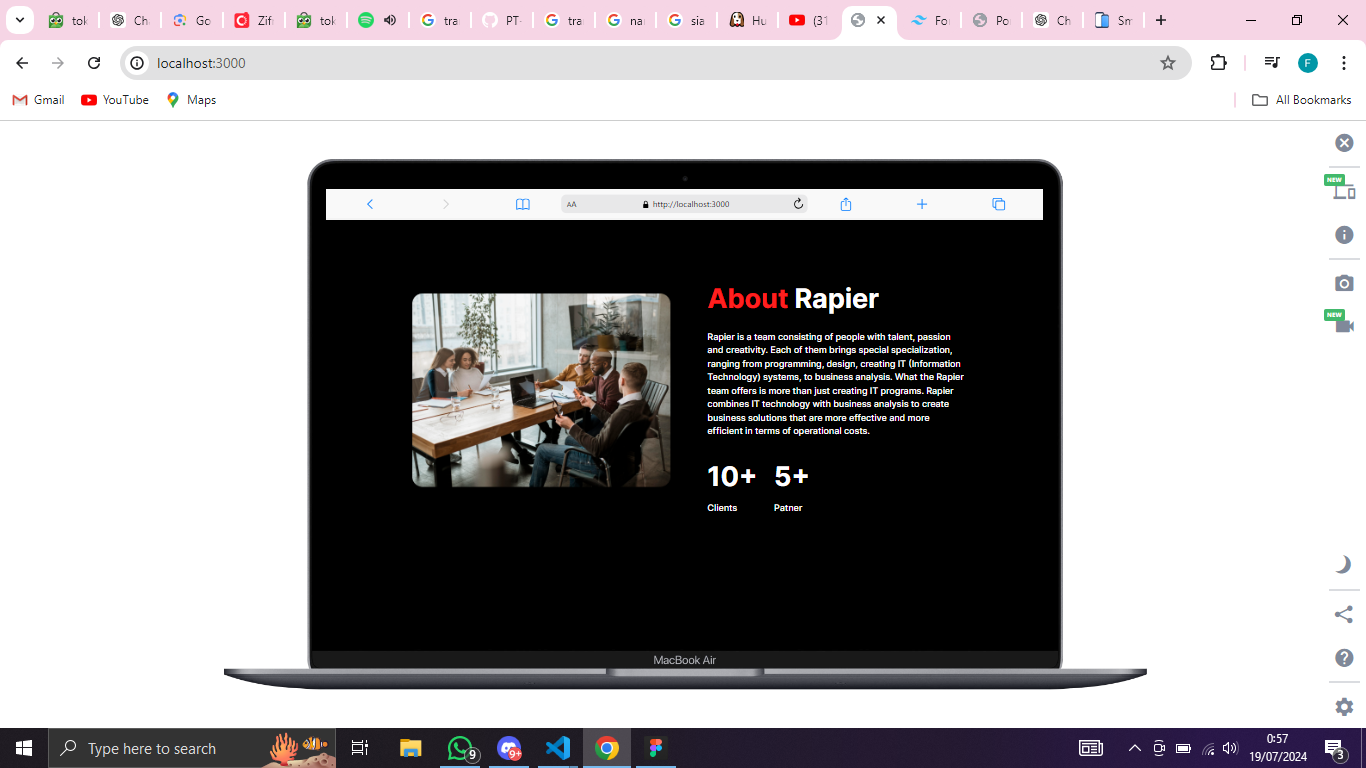 tok
Ch
Go
Zif
tok
tra
PT-
tra
nar
sia
Hu
(31
Fo
Po
Ch
Sm
localhost:3000
F
Gmail
YouTube
Maps
All Bookmarks
NEW
NEW
AA
http://localhost:3000
About Rapier
Rapier is a team consisting of people with talent, passion
and creativity. Each of them brings special specialization,
ranging from programming, design, creating IT (Information
Technology) systems, to business analysis. What the Rapier
team offers is more than just creating IT programs. Rapier
combines IT technology with business analysis to create
business solutions that are more effective and more
efficient in terms of operational costs.
10+ 5+
Clients Patner
MacBook Air
Type here to search
9
9+
0:57
19/07/2024
3